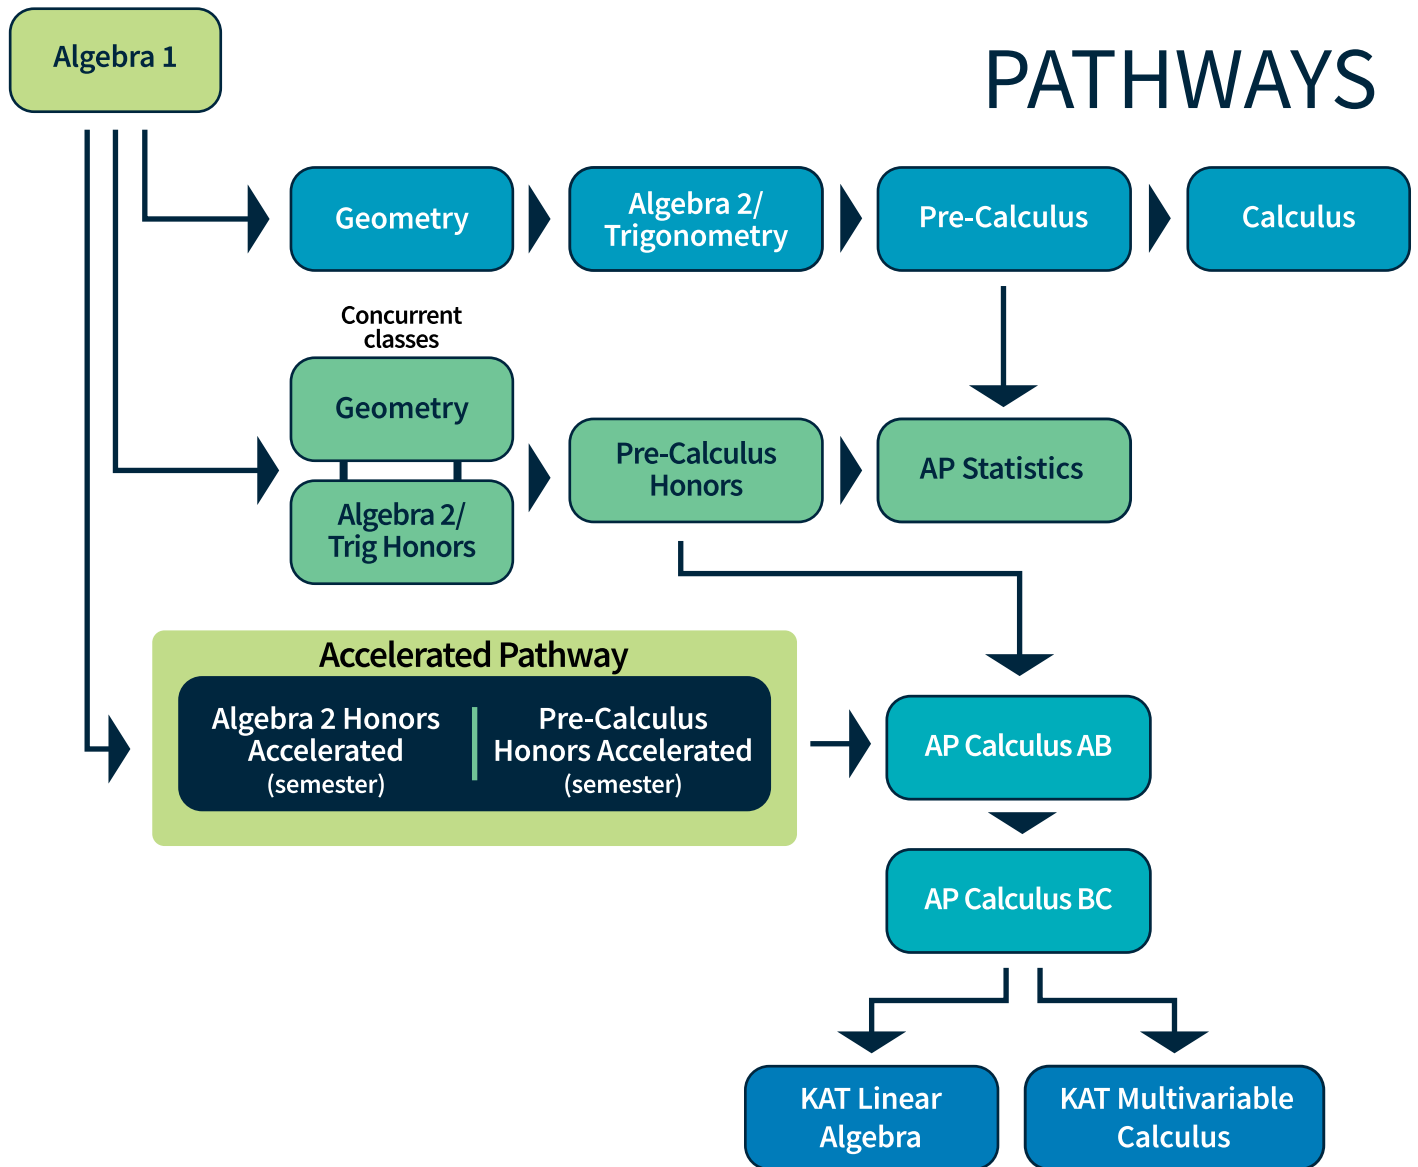 Algebra 1
PATHWAYS
Geometry
Algebra 2/
Trigonometry
Pre-Calculus
Calculus
Concurrent
classes
Geometry
Algebra 2/
Trig Honors
Pre-Calculus
Honors
AP Statistics
Accelerated Pathway
Algebra 2 Honors
Accelerated
(semester)
Pre-Calculus
Honors Accelerated
(semester)
AP Calculus AB
AP Calculus BC
KAT Linear
Algebra
KAT Multivariable
Calculus